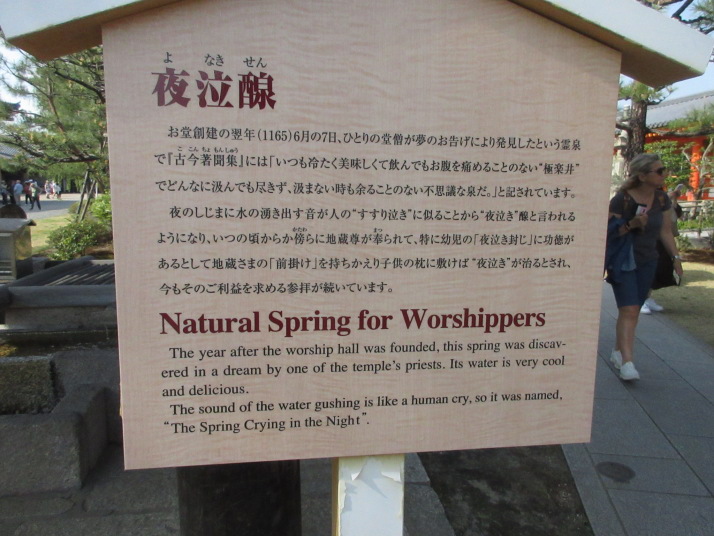 よ なき せん
夜泣醸
お堂創建の翌年(1165)6月の7日、ひとりの堂僧が夢のお告げにより発見したという霊泉
で『古今著聞集』には「いつも冷たく美味しくて飲んでもお腹を痛めることのない“極楽井”
でどんなに汲んでも尽きず、汲まない時も余ることのない不思議な泉だ。」と記されています。
夜のしじまに水の湧き出す音が人の“すすり泣き”に似ることから“夜泣き”醸と言われる
ようになり、いつの頃からか傍らに地蔵尊が奉られて、特に幼児の「夜泣き封じ」に功徳が
あるとして地蔵さまの「前掛け」を持ちかえり子供の枕に敷けば“夜泣き”が治るとされ、
今もそのご利益を求める参拝が続いています。
Natural Spring for Worshippers
The year after the worship hall was founded, this spring was discav-
ered in a dream by one of the temple's priests. Its water is very cool
and delicious.
The sound of the water gushing is like a human cry, so it was named,
“The Spring Crying in the Night”.